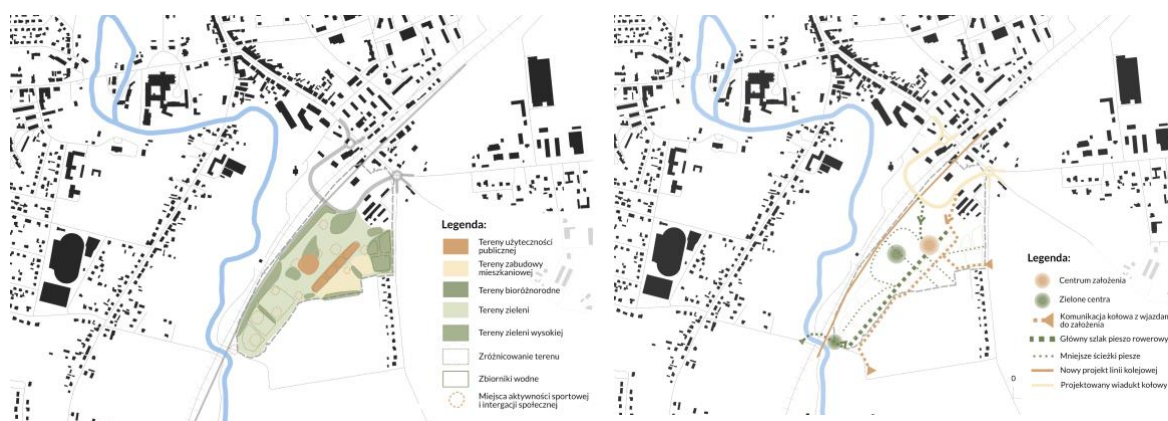 Legenda:
Tereny użyteczności
publicznej
Tereny zabudowy
mieszkaniowej
Tereny bioróżnorodne
Tereny zieleni
Tereny zieleni wysokiej
Zróżnicowanie terenu
Zbiorniki wodne
Miejsca aktywności sportowej
i intergacji społecznej
Legenda:
Centrum założenia
Zielone centra
Komunikacja kołowa z wjazdam
do założenia
Główny szlak pieszo rowerowy
Mniejsze ścieżki piesze
Nowy projekt linii kolejowej
Projektowany wiadukt kołowy